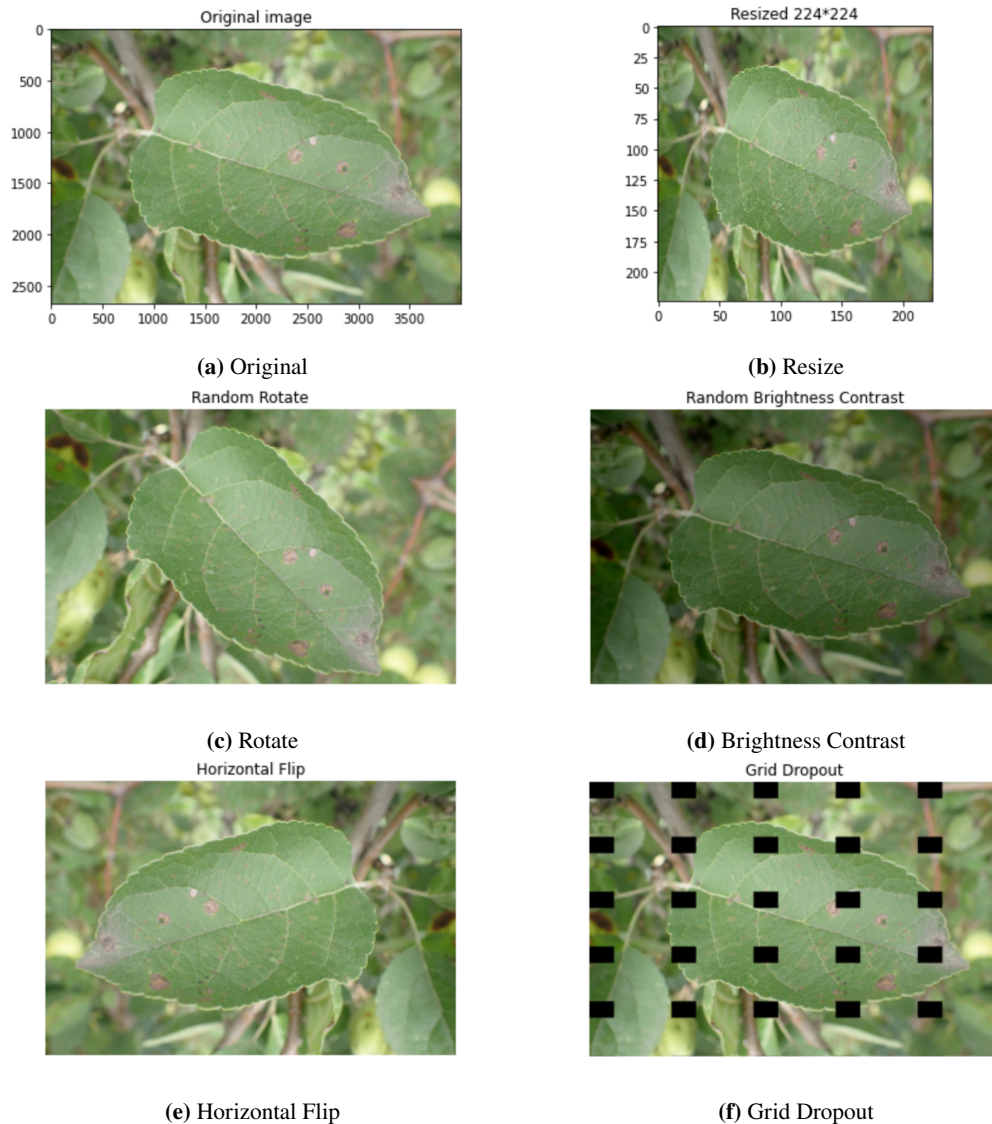 Original image
Resized 224*224
0
500
1000
1500
2000
2500
0 500 1000 1500 2000 2500 3000 3500
0
25
50
75
100
125
150
175
200
0 50 100 150 200
(a) Original
(b) Resize
Random Rotate
Random Brightness Contrast
(c) Rotate
(d) Brightness Contrast
Horizontal Flip
Grid Dropout
(e) Horizontal Flip
(f) Grid Dropout